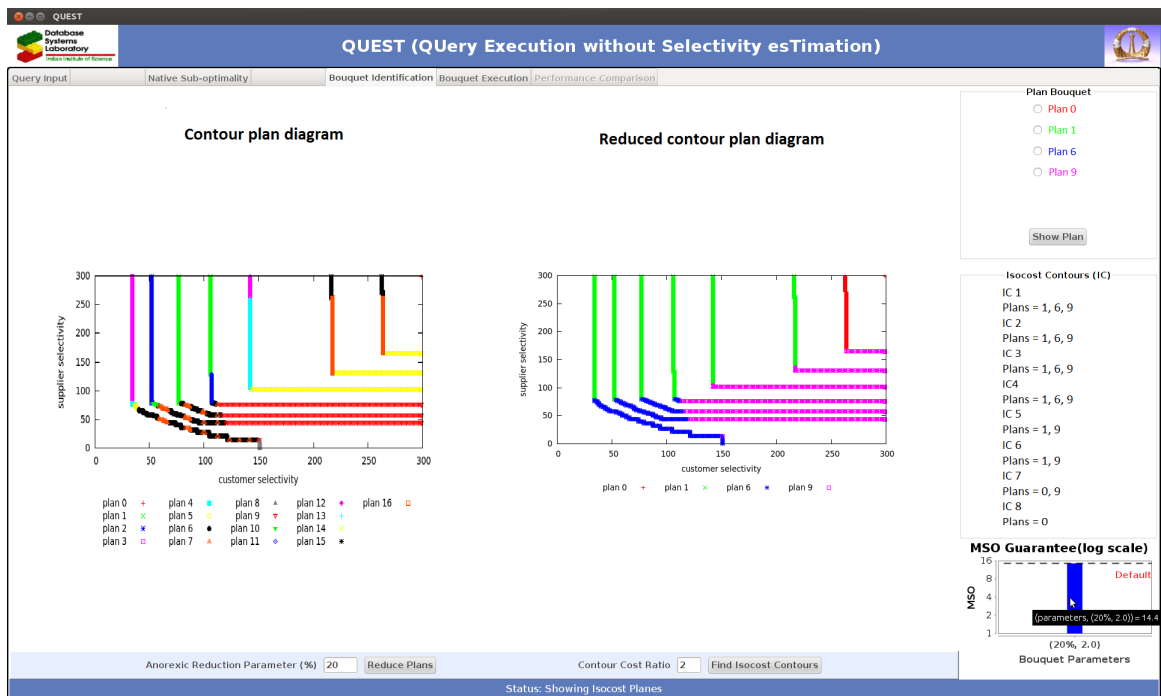 QUEST
Database
Systems
Laboratory
Indian Institute of Science
QUEST (QUery Execution without Selectivity esTimation)
Query Input
Native Sub-optimality
Bouquet Identification
Bouquet Execution
Performance Comparison
Contour plan diagram
300
250
200
150
100
50
0
supplier selectivity
0 50 100 150 200 250 300
customer selectivity
plan 0 plan 4 plan 8 plan 12 plan 16
plan 1 plan 5 plan 9 plan 13
plan 2 plan 6 plan 10 plan 14
plan 3 plan 7 plan 11 plan 15
Reduced contour plan diagram
300
250
200
150
100
50
0
supplier selectivity
0 50 100 150 200 250 300
customer selectivity
plan 0 plan 1 plan 6 plan 9
Plan Bouquet
Plan 0
Plan 1
Plan 6
Plan 9
Show Plan
Isocost Contours (IC)
IC 1
Plans = 1, 6, 9
IC 2
Plans = 1, 6, 9
IC 3
Plans = 1, 6, 9
IC4
Plans = 1, 6, 9
IC 5
Plans = 1, 9
IC 6
Plans = 1, 9
IC 7
Plans = 0, 9
IC 8
Plans = 0
MSO Guarantee(log scale)
16
8
4
2
1
MSO
Default
(parameters, (20%, 2.0)) = 14.4
(20%, 2.0)
Bouquet Parameters
Anorexic Reduction Parameter (%) 20 Reduce Plans
Contour Cost Ratio 2 Find Isocost Contours
Status: Showing Isocost Planes